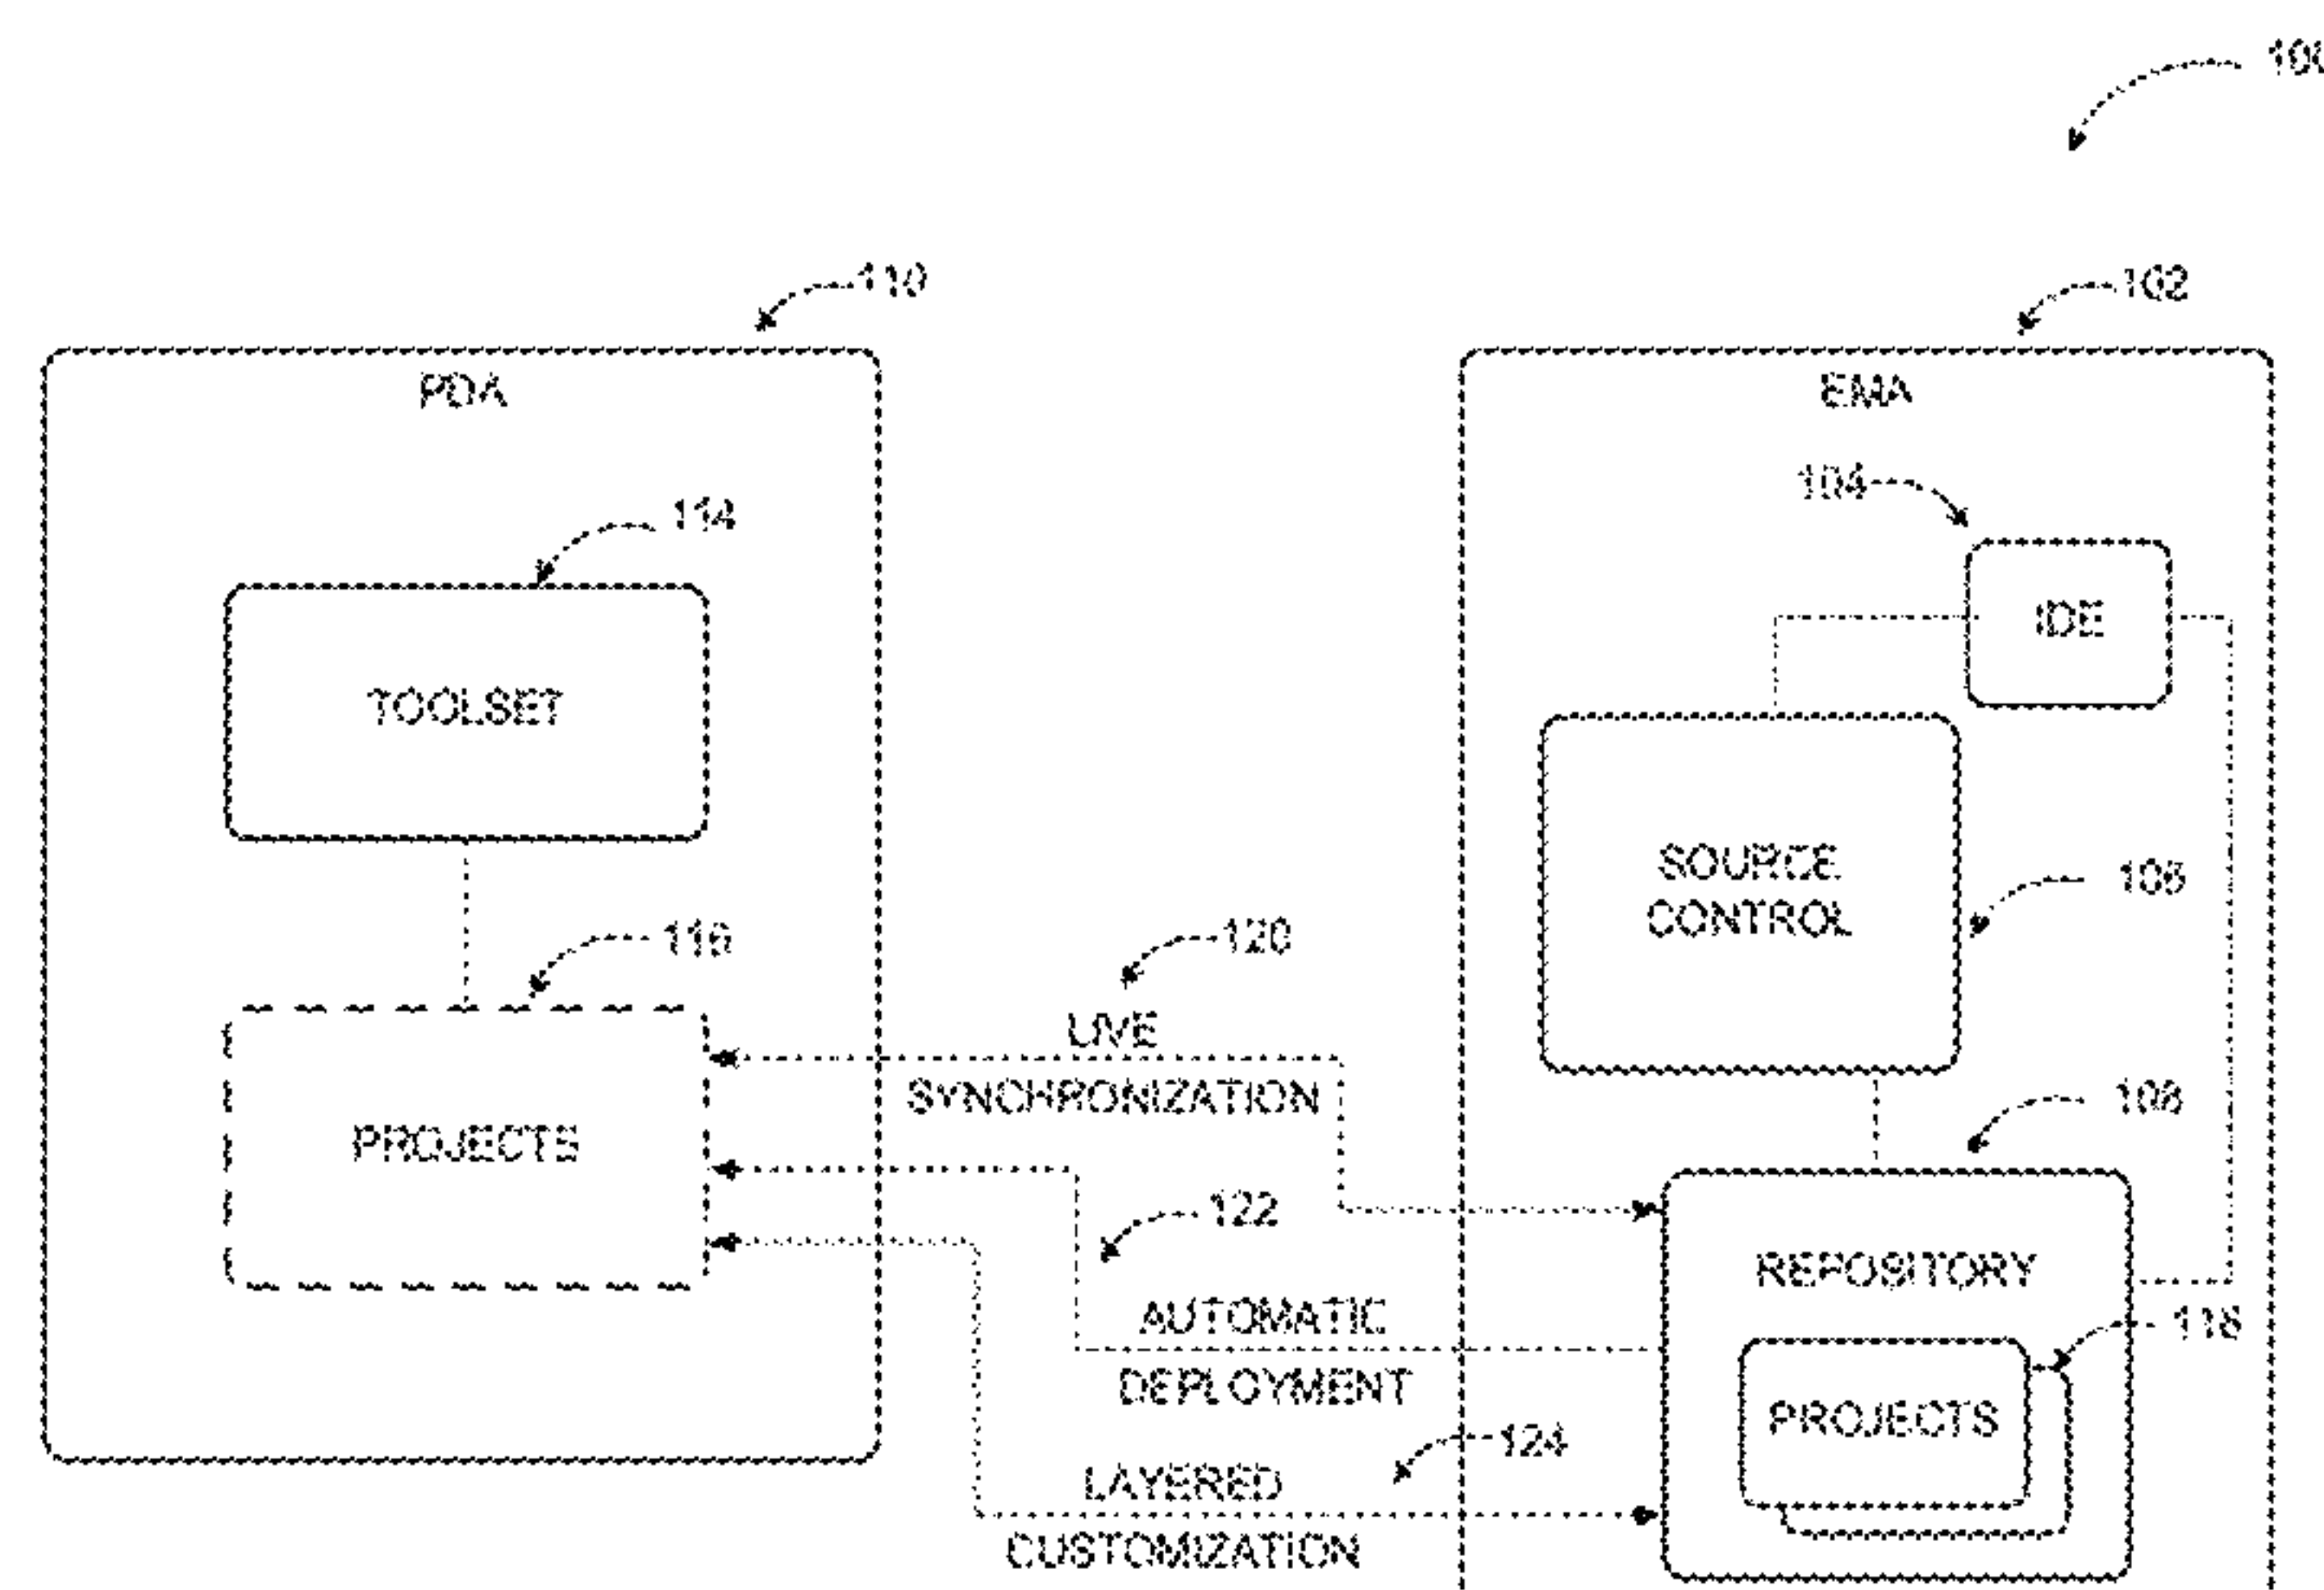 100
110
102
PDA
EMA
114
104
IDE
TOOLSET
SOURCE
CONTROL
106
116
120
LIVE
SYNCHRONIZATION
108
PROJECTS
122
REPOSITORY
AUTOMATIC
118
DEPLOYMENT
PROJECTS
124
LAYERED
CUSTOMIZATION